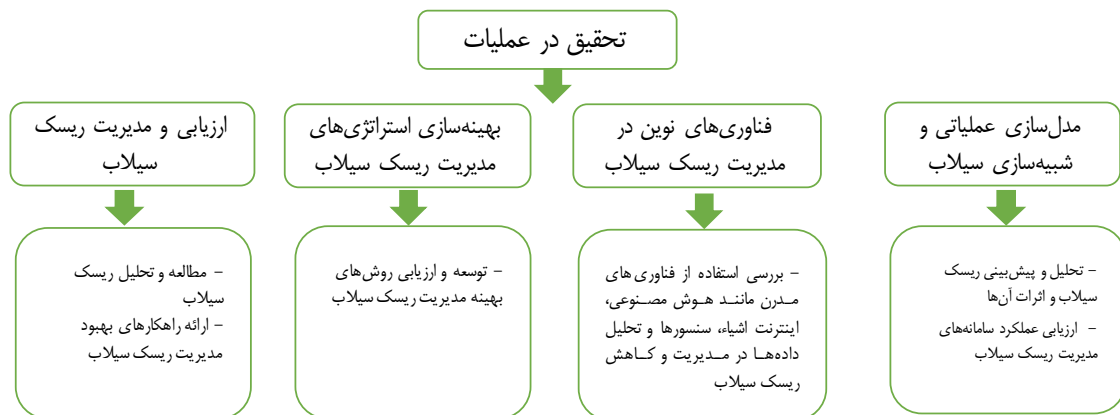 تحقیق در عملیات
مدل‌سازی عملیاتی و
شبیه‌سازی سیلاب
فناوری‌های نوین در
مدیریت ریسک سیلاب
بهینه‌سازی استراتژی‌های
مدیریت ریسک سیلاب
ارزیابی و مدیریت ریسک
سیلاب
- تحلیل و پیش‌بینی ریسک
سیلاب و اثرات آن‌ها
- ارزیابی عملکرد سامانه‌های
مدیریت ریسک سیلاب
- بررسی استفاده از فناوری‌های
مدرن مانند هوش مصنوعی،
اینترنت اشیاء، سنسورها و تحلیل
داده‌ها در مدیریت و کاهش
ریسک سیلاب
- توسعه و ارزیابی روش‌های
بهینه مدیریت ریسک سیلاب
- مطالعه و تحلیل ریسک
سیلاب
- ارائه راهکارهای بهبود
مدیریت ریسک سیلاب